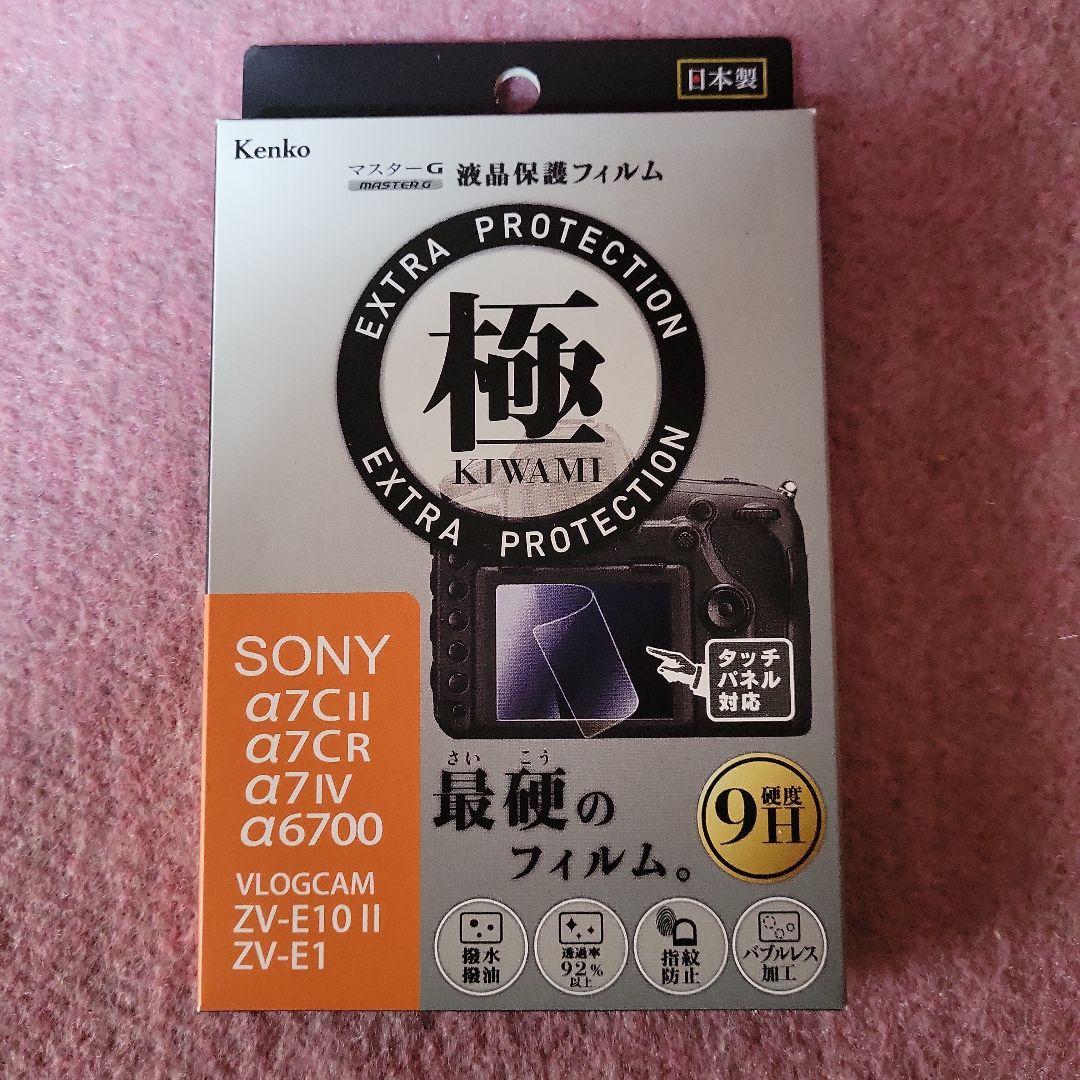 日本製
Kenko
マスターG
MASTER G
液晶保護フィルム
EXTRA PROTECTION
極
KIWAMI
EXTRA PROTECTION
タッチ
パネル
対応
SONY
α7CII
α7CR
α7IV
α6700
VLOGCAM
ZV-E10 II
ZV-E1
さい こう
最硬の
フィルム。
硬度
9H
撥水
撥油
透過率
92%
以上
指紋
防止
バブルレス
加工